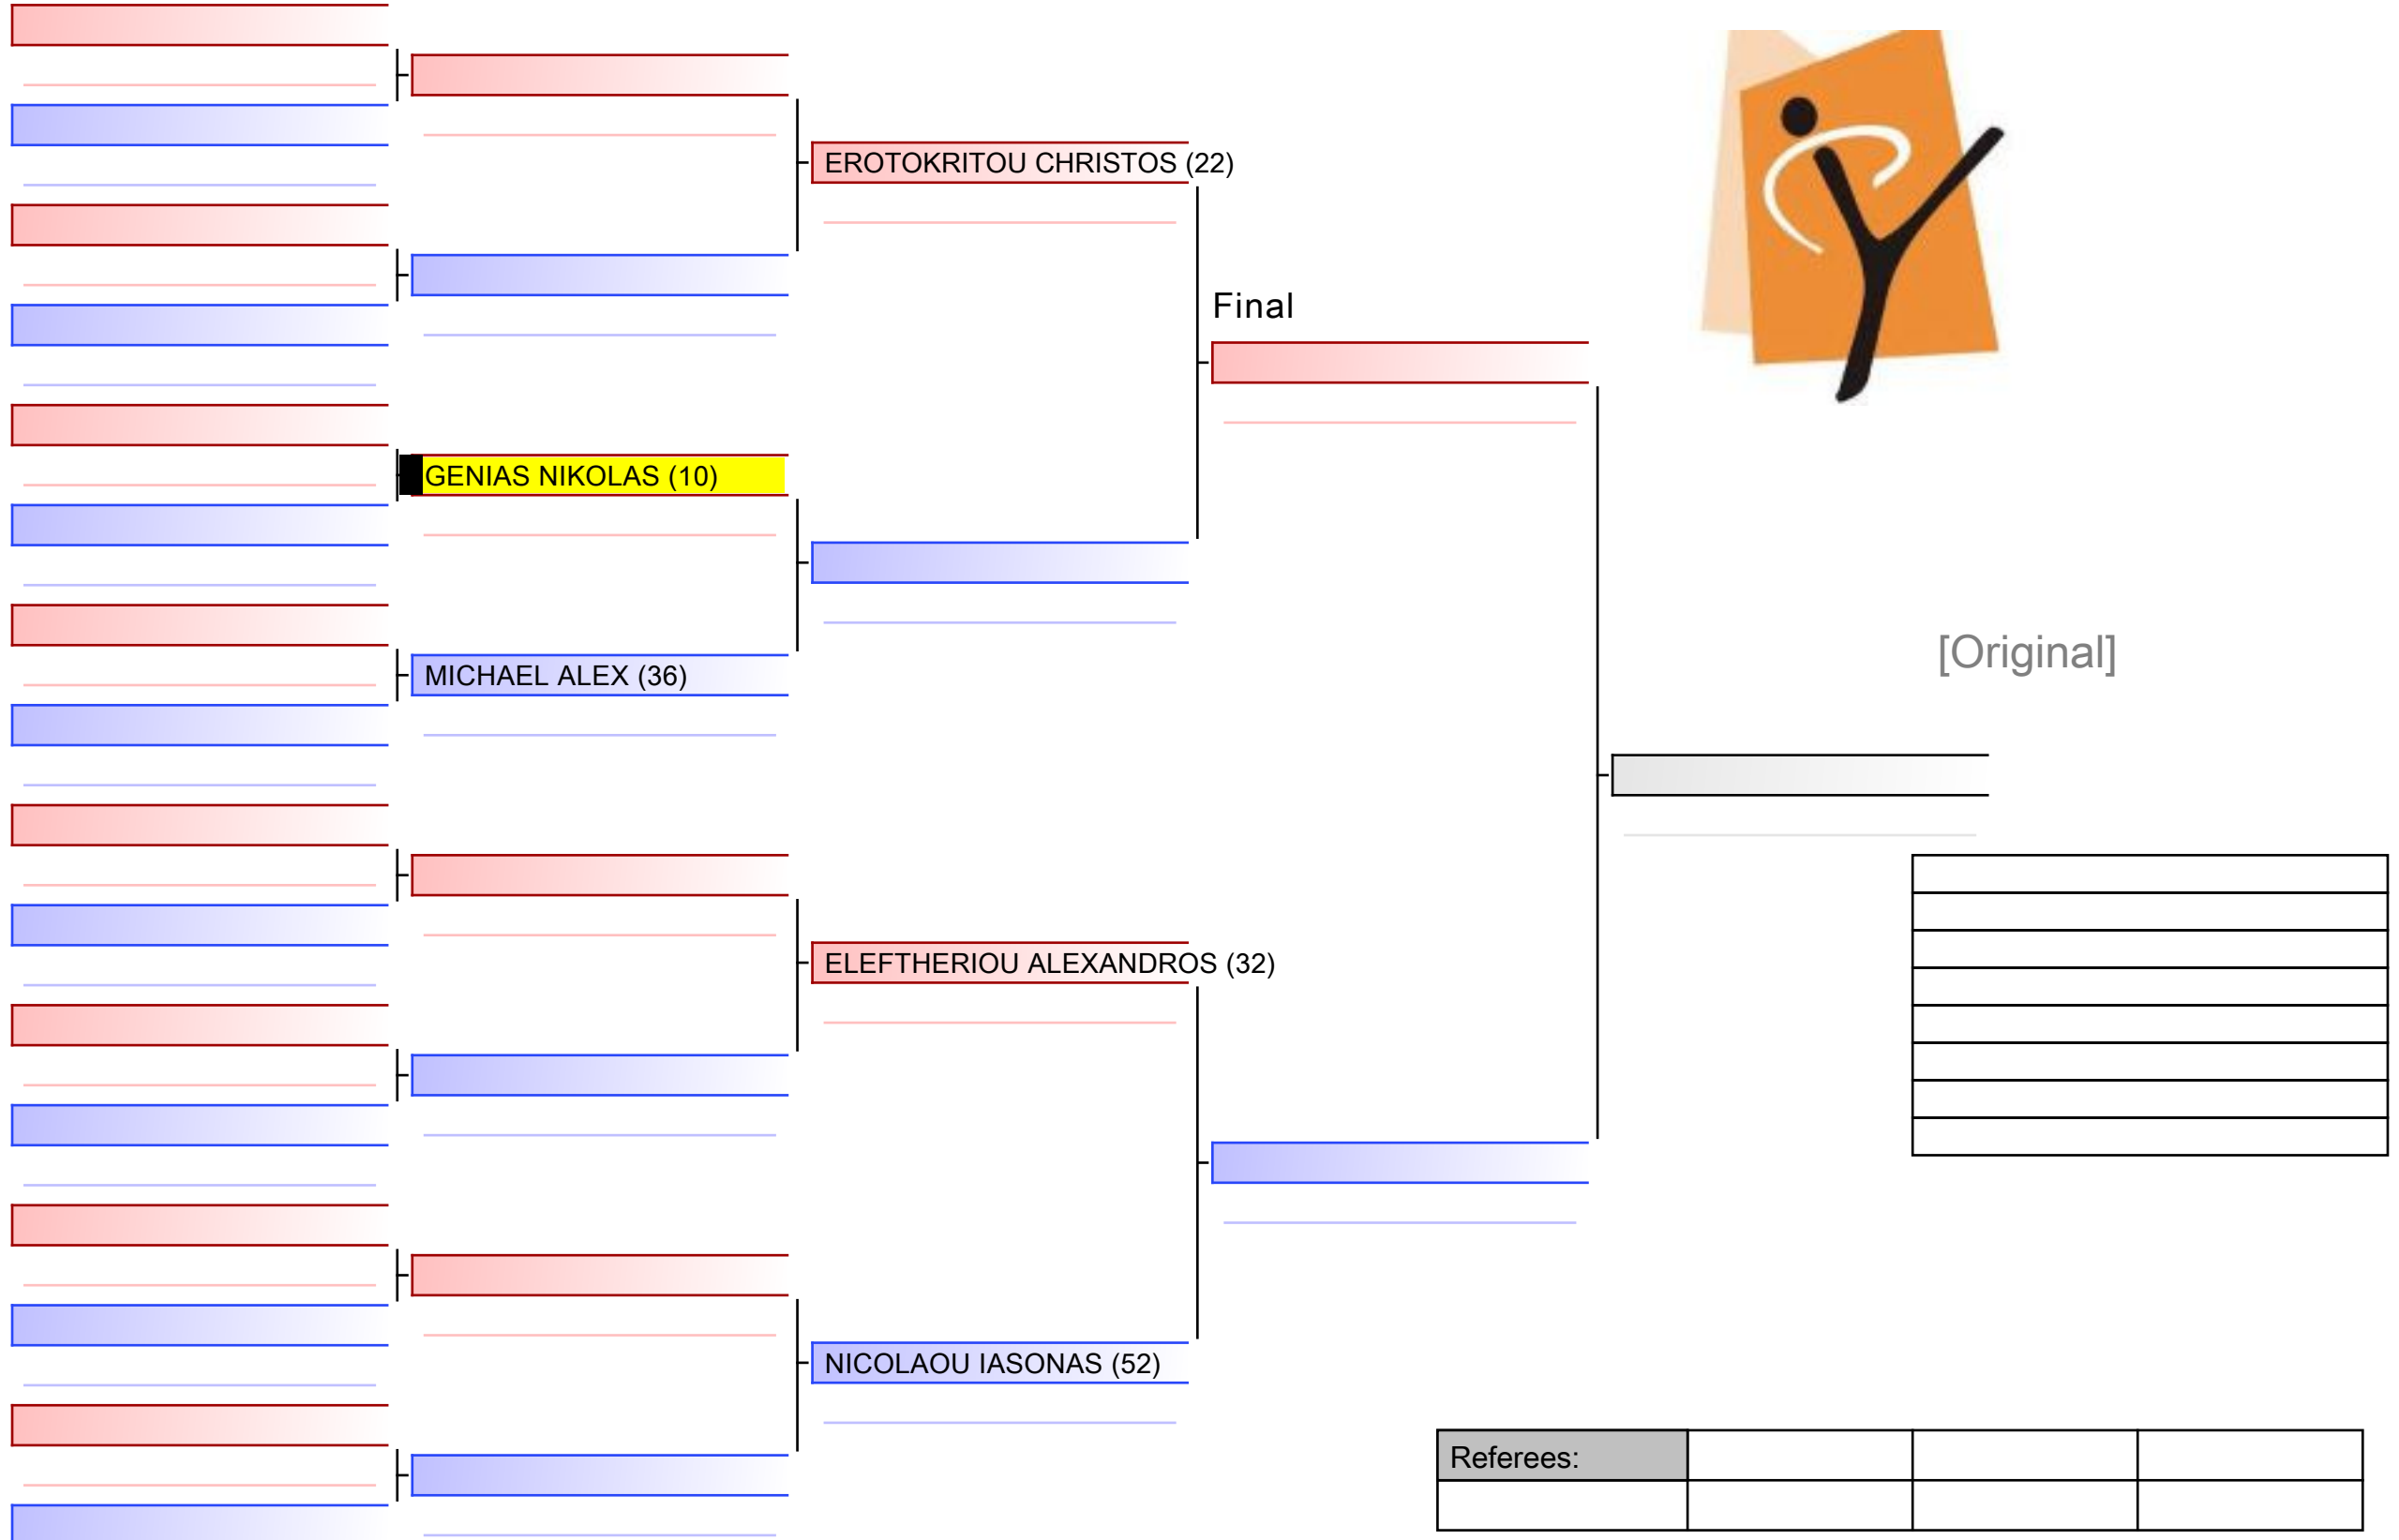 EROTOKRITOU CHRISTOS (22)
Final
GENIAS NIKOLAS (10)
[Original]
MICHAEL ALEX (36)
ELEFTHERIOU ALEXANDROS (32)
NICOLAOU IASONAS (52)
Referees: